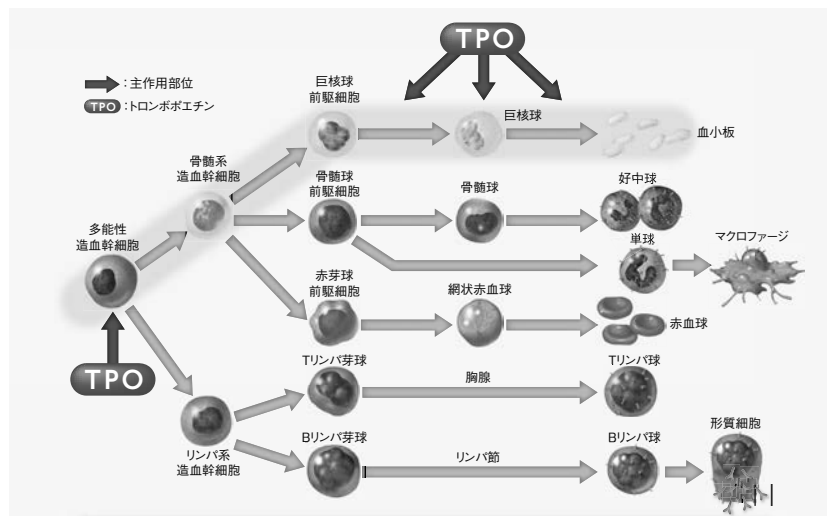 TPO
:主作用部位
TPO :トロンボポエチン
巨核球
前駆細胞
巨核球
血小板
骨髄系
造血幹細胞
骨髄球
前駆細胞
骨髄球
好中球
多能性
造血幹細胞
単球
マクロファージ
赤芽球
前駆細胞
網状赤血球
赤血球
TPO
Tリンパ芽球
胸腺
Tリンパ球
リンパ系
造血幹細胞
Bリンパ芽球
リンパ節
Bリンパ球
形質細胞